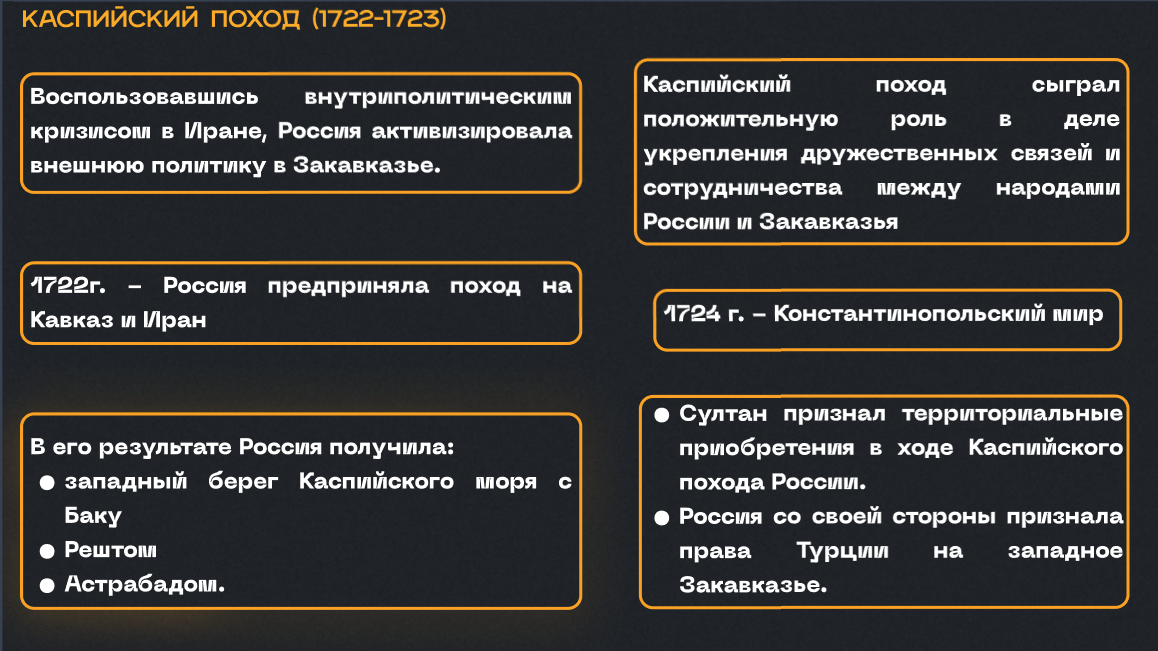 КАСПИЙСКИЙ ПОХОД (1722-1723)
Воспользовавшись внутриполитическим
кризисом в Иране, Россия активизировала
внешнюю политику в Закавказье.
1722г. – Россия предприняла поход на
Кавказ и Иран
В его результате Россия получила:
● западный берег Каспийского моря с
Баку
● Рештом
● Астрабадом.
Каспийский поход сыграл
положительную роль в деле
укрепления дружественных связей и
сотрудничества между народами
России и Закавказья
1724 г. – Константинопольский мир
● Султан признал территориальные
приобретения в ходе Каспийского
похода России.
● Россия со своей стороны признала
права Турции на западное
Закавказье.